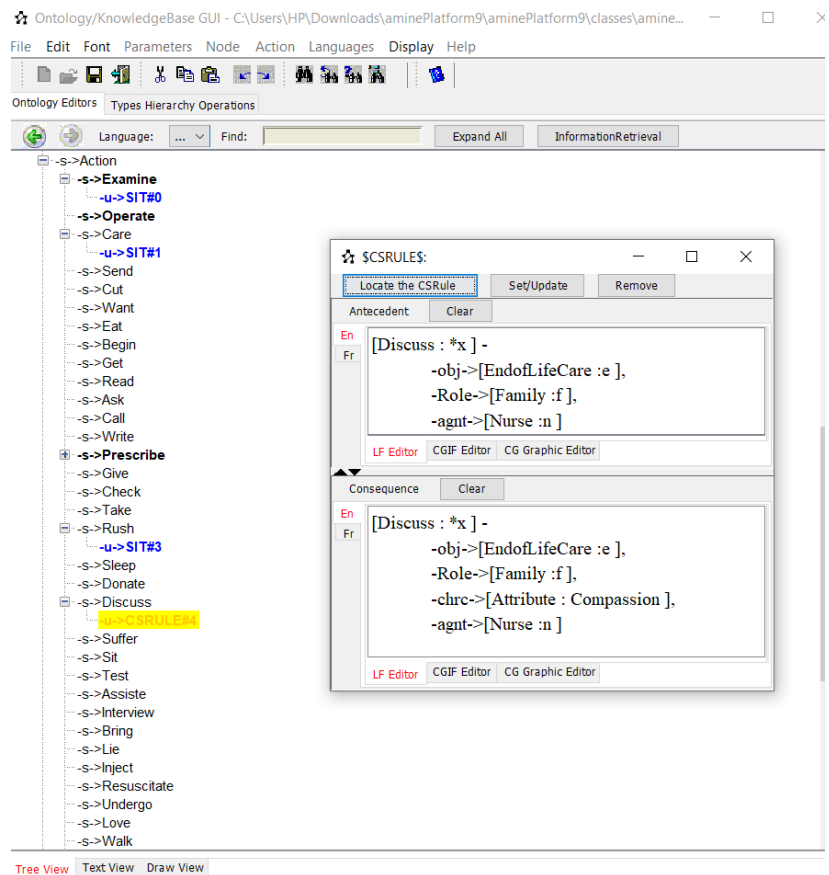 Ontology/KnowledgeBase GUI - C:\Users\HP\Downloads\aminePlatform9\aminePlatform9\classes\amine...
File Edit Font Parameters Node Action Languages Display Help
Ontology Editors Types Hierarchy Operations
Language: ... Find: Expand All InformationRetrieval
-s->Action
-s->Examine
-u->SIT#0
-s->Operate
-s->Care
-u->SIT#1
-s->Send
-s->Cut
-s->Want
-s->Eat
-s->Begin
-s->Get
-s->Read
-s->Ask
-s->Call
-s->Write
-s->Prescribe
-s->Give
-s->Check
-s->Take
-s->Rush
-u->SIT#3
-s->Sleep
-s->Donate
-s->Discuss
-u->CSRULE#4
-s->Suffer
-s->Sit
-s->Test
-s->Assiste
-s->Interview
-s->Bring
-s->Lie
-s->Inject
-s->Resuscitate
-s->Undergo
-s->Love
-s->Walk
Tree View Text View Draw View
$CSRULE$:
Locate the CSRule Set/Update Remove
Antecedent Clear
En
Fr
[Discuss : *x ] -
-obj->[EndofLifeCare :e ],
-Role->[Family :f ],
-agnt->[Nurse :n ]
LF Editor CGIF Editor CG Graphic Editor
Consequence Clear
En
Fr
[Discuss : *x ] -
-obj->[EndofLifeCare :e ],
-Role->[Family :f ],
-chrc->[Attribute : Compassion ],
-agnt->[Nurse :n ]
LF Editor CGIF Editor CG Graphic Editor